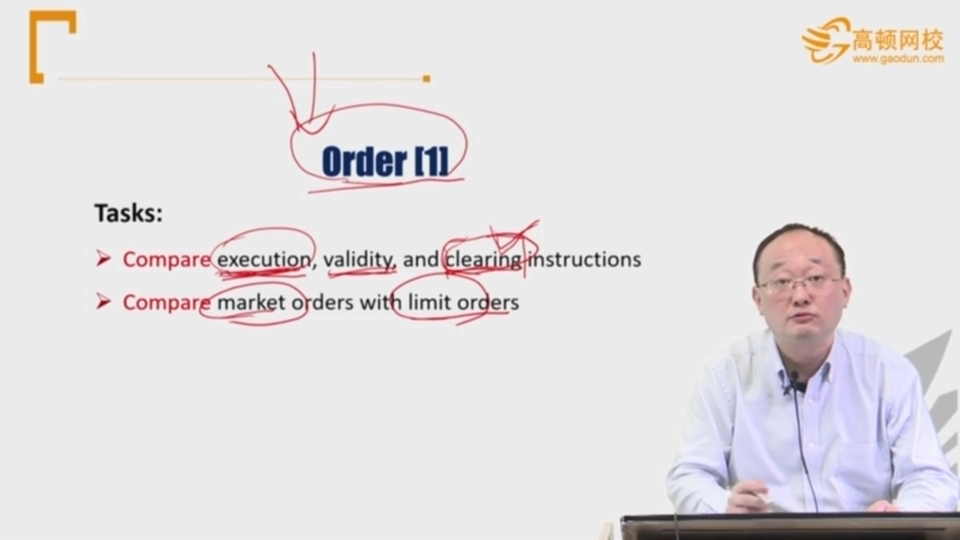 高顿网校
www.gaodun.com
Order [1]
Tasks:
Compare execution, validity, and clearing instructions
Compare market orders with limit orders